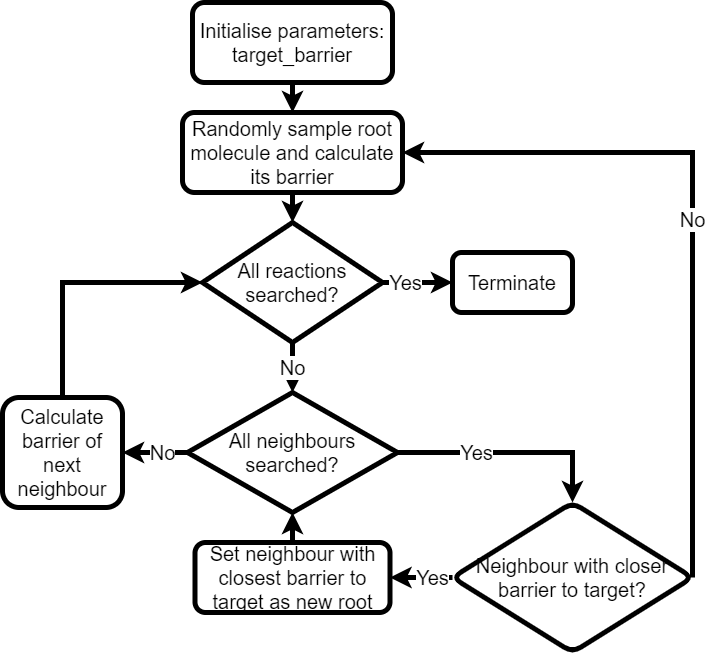 Initialise parameters:
target_barrier
Randomly sample root
molecule and calculate
its barrier
No
All reactions
searched?
Yes
Terminate
No
Calculate
barrier of
next
neighbour
No
All neighbours
searched?
Yes
Set neighbour with
closest barrier to
target as new root
Yes
Neighbour with closer
barrier to target?